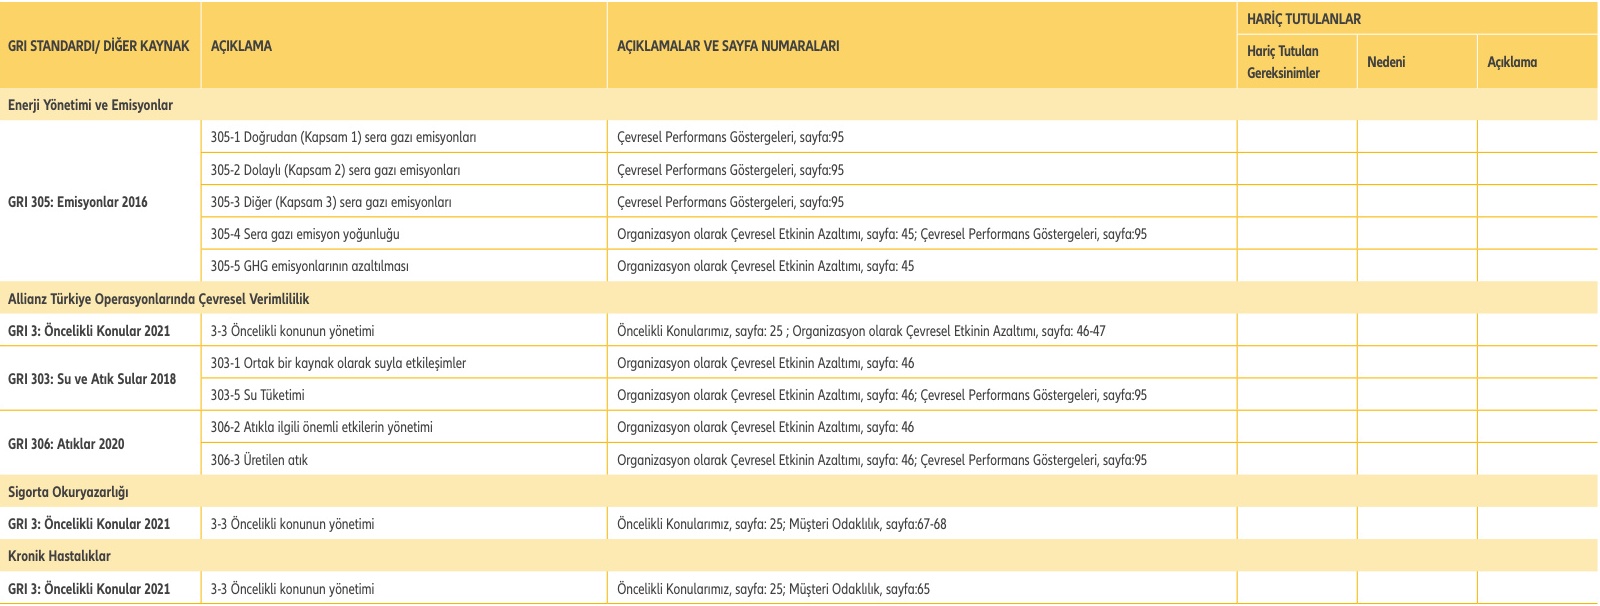 GRI STANDARDI/ DİĞER KAYNAK AÇIKLAMA AÇIKLAMALAR VE SAYFA NUMARALARI HARİÇ TUTULANLAR
Hariç Tutulan Gereksinimler Nedeni Açıklama
Enerji Yönetimi ve Emisyonlar
GRI 305: Emisyonlar 2016
305-1 Doğrudan (Kapsam 1) sera gazı emisyonları Çevresel Performans Göstergeleri, sayfa:95
305-2 Dolaylı (Kapsam 2) sera gazı emisyonları Çevresel Performans Göstergeleri, sayfa:95
305-3 Diğer (Kapsam 3) sera gazı emisyonları Çevresel Performans Göstergeleri, sayfa:95
305-4 Sera gazı emisyon yoğunluğu Organizasyon olarak Çevresel Etkinin Azaltımı, sayfa: 45; Çevresel Performans Göstergeleri, sayfa:95
305-5 GHG emisyonlarının azaltılması Organizasyon olarak Çevresel Etkinin Azaltımı, sayfa: 45
Allianz Türkiye Operasyonlarında Çevresel Verimlililik
GRI 3: Öncelikli Konular 2021 3-3 Öncelikli konunun yönetimi Öncelikli Konularımız, sayfa: 25 ; Organizasyon olarak Çevresel Etkinin Azaltımı, sayfa: 46-47
GRI 303: Su ve Atık Sular 2018
303-1 Ortak bir kaynak olarak suyla etkileşimler Organizasyon olarak Çevresel Etkinin Azaltımı, sayfa: 46
303-5 Su Tüketimi Organizasyon olarak Çevresel Etkinin Azaltımı, sayfa: 46; Çevresel Performans Göstergeleri, sayfa:95
GRI 306: Atıklar 2020
306-2 Atıkla ilgili önemli etkilerin yönetimi Organizasyon olarak Çevresel Etkinin Azaltımı, sayfa: 46
306-3 Üretilen atık Organizasyon olarak Çevresel Etkinin Azaltımı, sayfa: 46; Çevresel Performans Göstergeleri, sayfa:95
Sigorta Okuryazarlığı
GRI 3: Öncelikli Konular 2021 3-3 Öncelikli konunun yönetimi Öncelikli Konularımız, sayfa: 25; Müşteri Odaklılık, sayfa:67-68
Kronik Hastalıklar
GRI 3: Öncelikli Konular 2021 3-3 Öncelikli konunun yönetimi Öncelikli Konularımız, sayfa: 25; Müşteri Odaklılık, sayfa:65